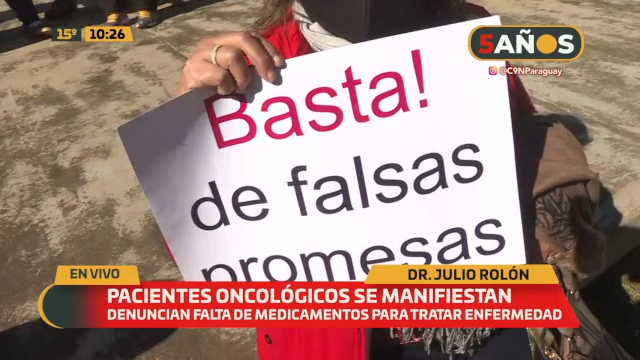 15º 10:26
5AÑOS
@C9NParaguay
Basta!
de falsas
promesas
EN VIVO
DR. JULIO ROLÓN
PACIENTES ONCOLÓGICOS SE MANIFIESTAN
DENUNCIAN FALTA DE MEDICAMENTOS PARA TRATAR ENFERMEDAD